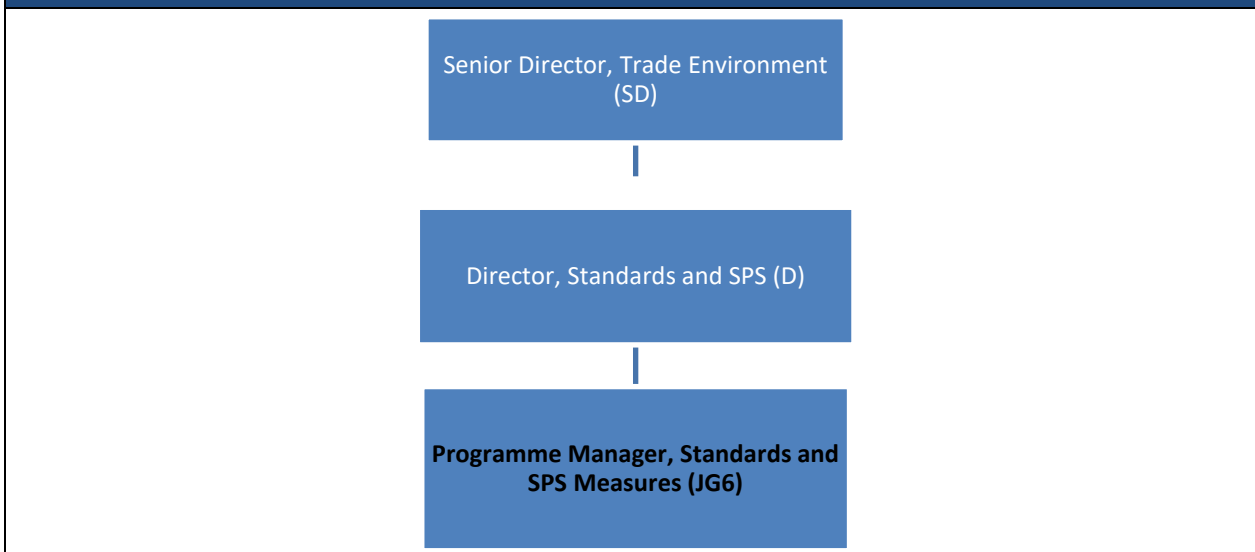 Senior Director, Trade Environment
(SD)
Director, Standards and SPS (D)
Programme Manager, Standards and
SPS Measures (JG6)